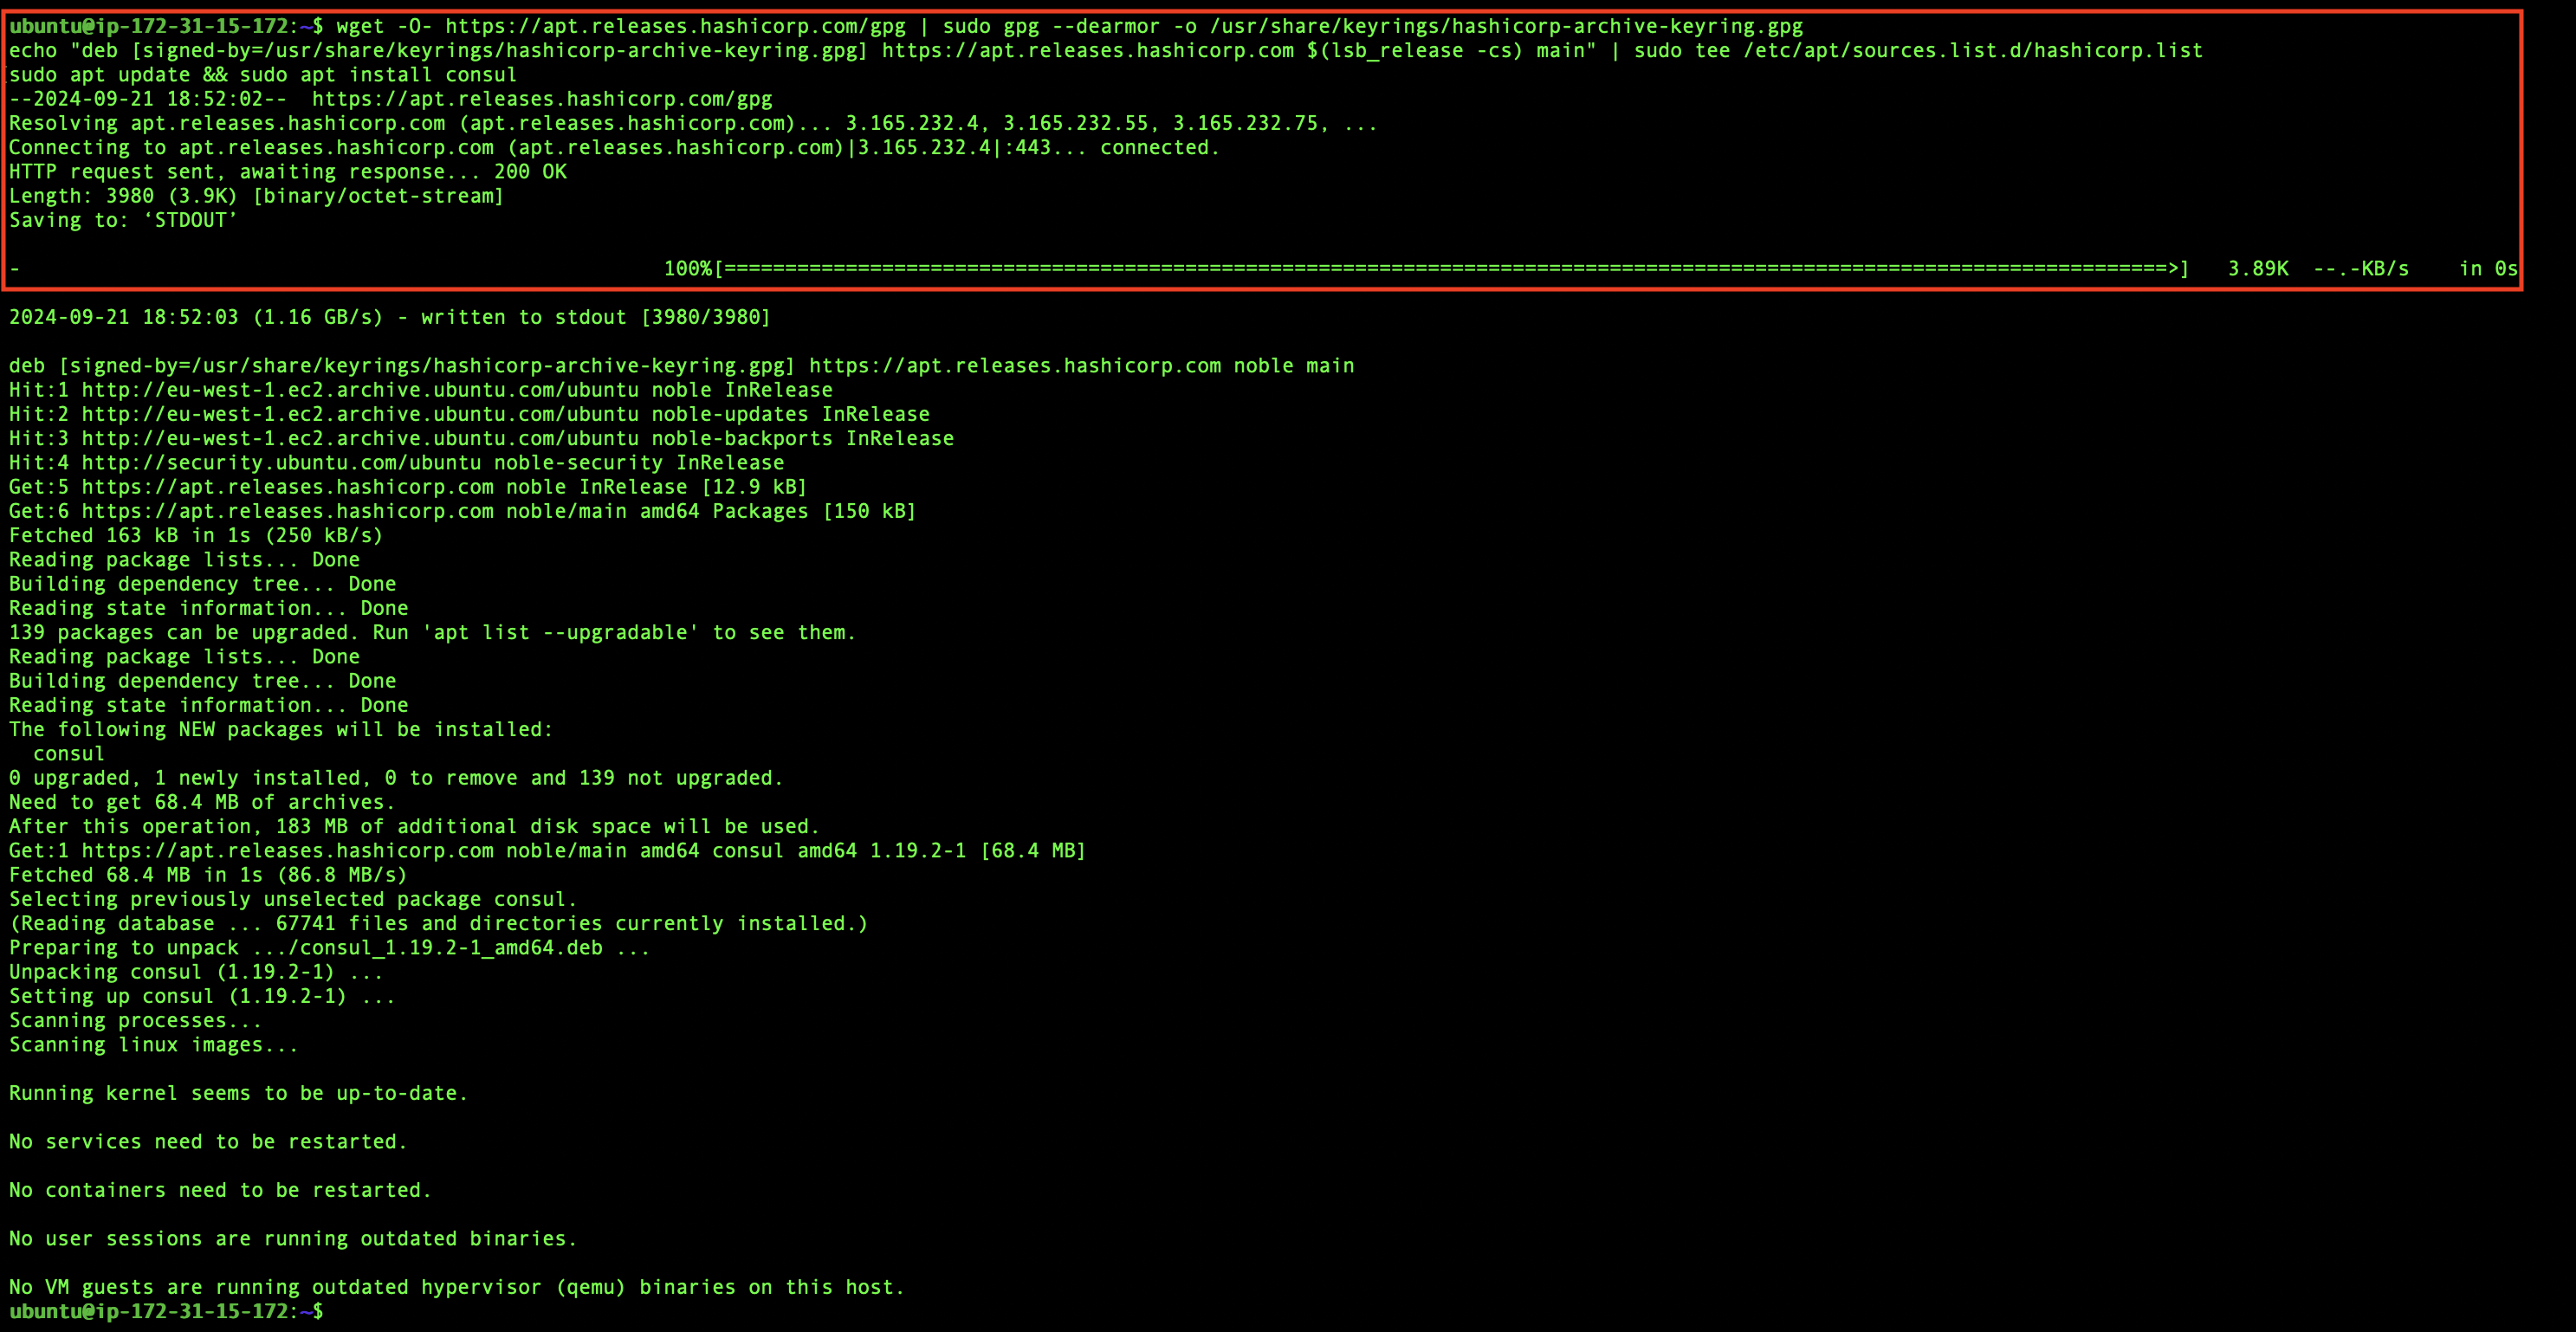 ubuntu@ip-172-31-15-172:~$ wget -O- https://apt.releases.hashicorp.com/gpg | sudo gpg --dearmor -o /usr/share/keyrings/hashicorp-archive-keyring.gpg
echo "deb [signed-by=/usr/share/keyrings/hashicorp-archive-keyring.gpg] https://apt.releases.hashicorp.com $(lsb_release -cs) main" | sudo tee /etc/apt/sources.list.d/hashicorp.list
sudo apt update && sudo apt install consul
--2024-09-21 18:52:02--  https://apt.releases.hashicorp.com/gpg
Resolving apt.releases.hashicorp.com (apt.releases.hashicorp.com)... 3.165.232.4, 3.165.232.55, 3.165.232.75, ...
Connecting to apt.releases.hashicorp.com (apt.releases.hashicorp.com)|3.165.232.4|:443... connected.
HTTP request sent, awaiting response... 200 OK
Length: 3980 (3.9K) [binary/octet-stream]
Saving to: ‘STDOUT’
- 100%[=======================================================================================================================>] 3.89K --.-KB/s in 0s
2024-09-21 18:52:03 (1.16 GB/s) - written to stdout [3980/3980]
deb [signed-by=/usr/share/keyrings/hashicorp-archive-keyring.gpg] https://apt.releases.hashicorp.com noble main
Hit:1 http://eu-west-1.ec2.archive.ubuntu.com/ubuntu noble InRelease
Hit:2 http://eu-west-1.ec2.archive.ubuntu.com/ubuntu noble-updates InRelease
Hit:3 http://eu-west-1.ec2.archive.ubuntu.com/ubuntu noble-backports InRelease
Hit:4 http://security.ubuntu.com/ubuntu noble-security InRelease
Get:5 https://apt.releases.hashicorp.com noble InRelease [12.9 kB]
Get:6 https://apt.releases.hashicorp.com noble/main amd64 Packages [150 kB]
Fetched 163 kB in 1s (250 kB/s)
Reading package lists... Done
Building dependency tree... Done
Reading state information... Done
139 packages can be upgraded. Run 'apt list --upgradable' to see them.
Reading package lists... Done
Building dependency tree... Done
Reading state information... Done
The following NEW packages will be installed:
  consul
0 upgraded, 1 newly installed, 0 to remove and 139 not upgraded.
Need to get 68.4 MB of archives.
After this operation, 183 MB of additional disk space will be used.
Get:1 https://apt.releases.hashicorp.com noble/main amd64 consul amd64 1.19.2-1 [68.4 MB]
Fetched 68.4 MB in 1s (86.8 MB/s)
Selecting previously unselected package consul.
(Reading database ... 67741 files and directories currently installed.)
Preparing to unpack .../consul_1.19.2-1_amd64.deb ...
Unpacking consul (1.19.2-1) ...
Setting up consul (1.19.2-1) ...
Scanning processes...
Scanning linux images...
Running kernel seems to be up-to-date.
No services need to be restarted.
No containers need to be restarted.
No user sessions are running outdated binaries.
No VM guests are running outdated hypervisor (qemu) binaries on this host.
ubuntu@ip-172-31-15-172:~$